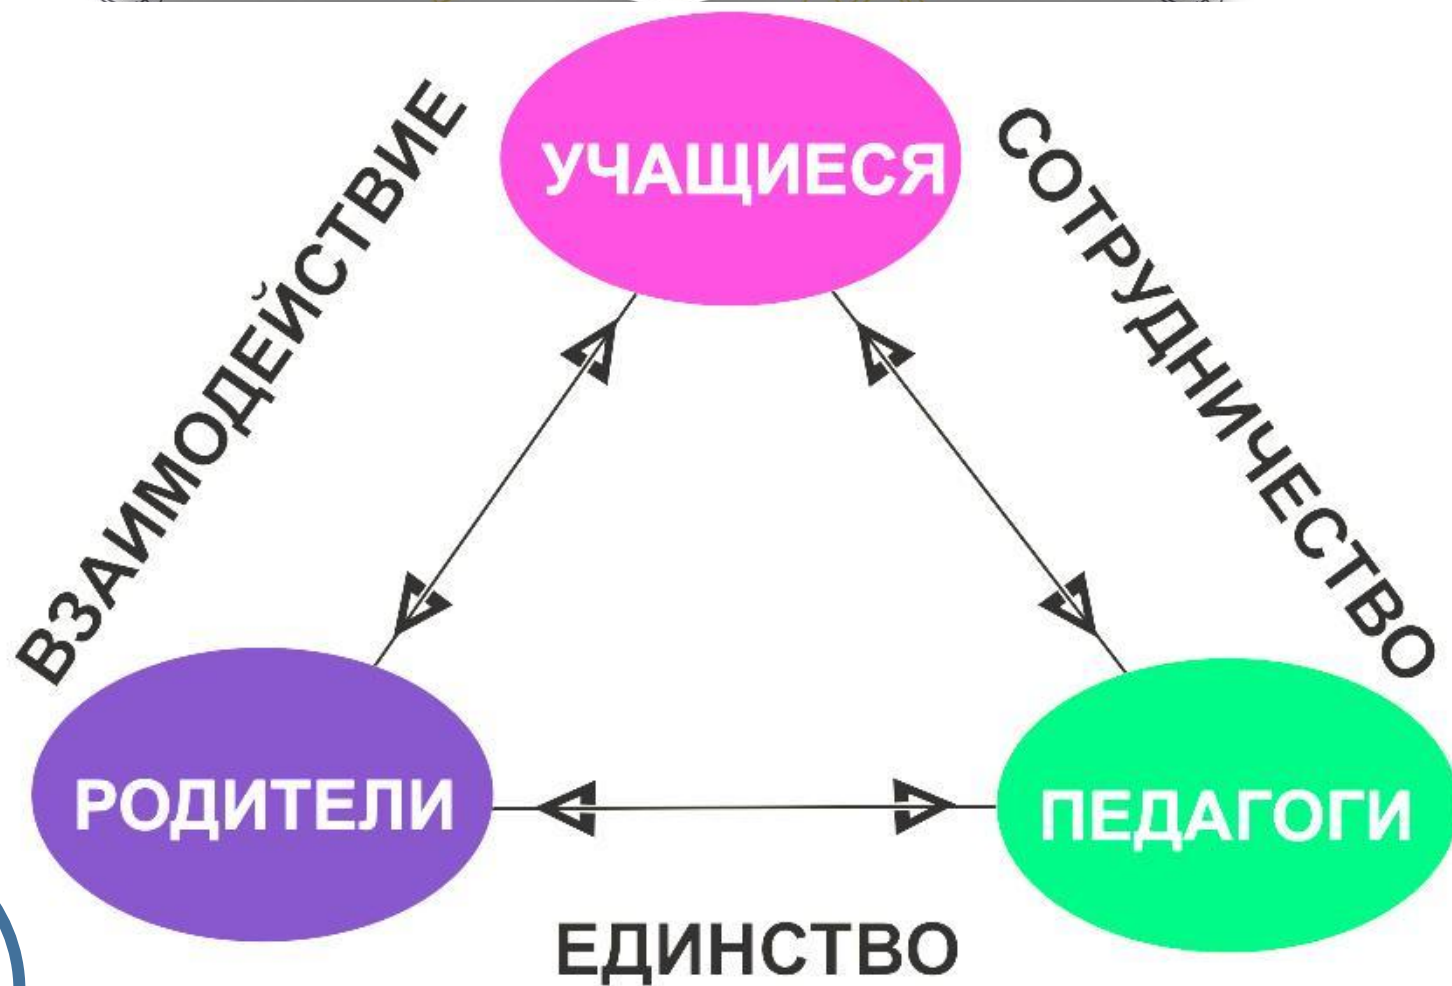 УЧАЩИЕСЯ
ВЗАИМОДЕЙСТВИЕ
СОТРУДНИЧЕСТВО
РОДИТЕЛИ
ПЕДАГОГИ
ЕДИНСТВО